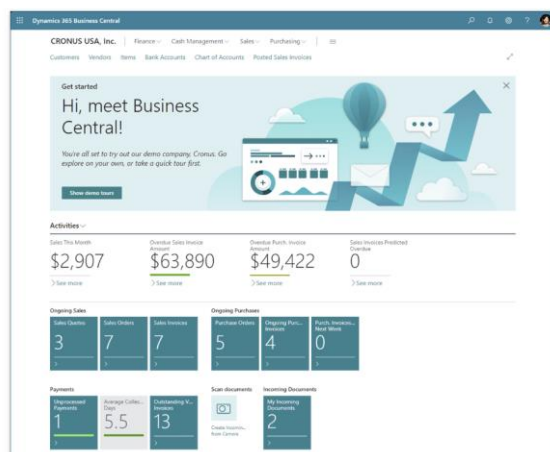 Dynamics 365 Business Central
CRONUS USA, Inc.
Finance Cash Management Sales Purchasing
Customers Vendors Items Bank Accounts Chart of Accounts Posted Sales Invoices
Get started
Hi, meet Business
Central!
You're all set to try out our demo company, Cronus. Go
explore on your own, or take a quick tour first.
Show demo tours
Activities
Sales This Month
$2,907
See more
Overdue Sales Invoice
Amount
$63,890
See more
Overdue Purch. Invoice
Amount
$49,422
See more
Sales Invoices Predicted
Overdue
0
See more
Ongoing Sales
Sales Quotes
3
Sales Orders
7
Sales Invoices
7
Ongoing Purchases
Purchase Orders
5
Ongoing Purc...
Invoices
4
Purch. Invoices...
Next Week
0
Payments
Unprocessed
Payments
1
Average Collec...
Days
5.5
Outstanding V...
Invoices
13
Scan documents
Create Incomin...
from Camera
Incoming Documents
My Incoming
Documents
2